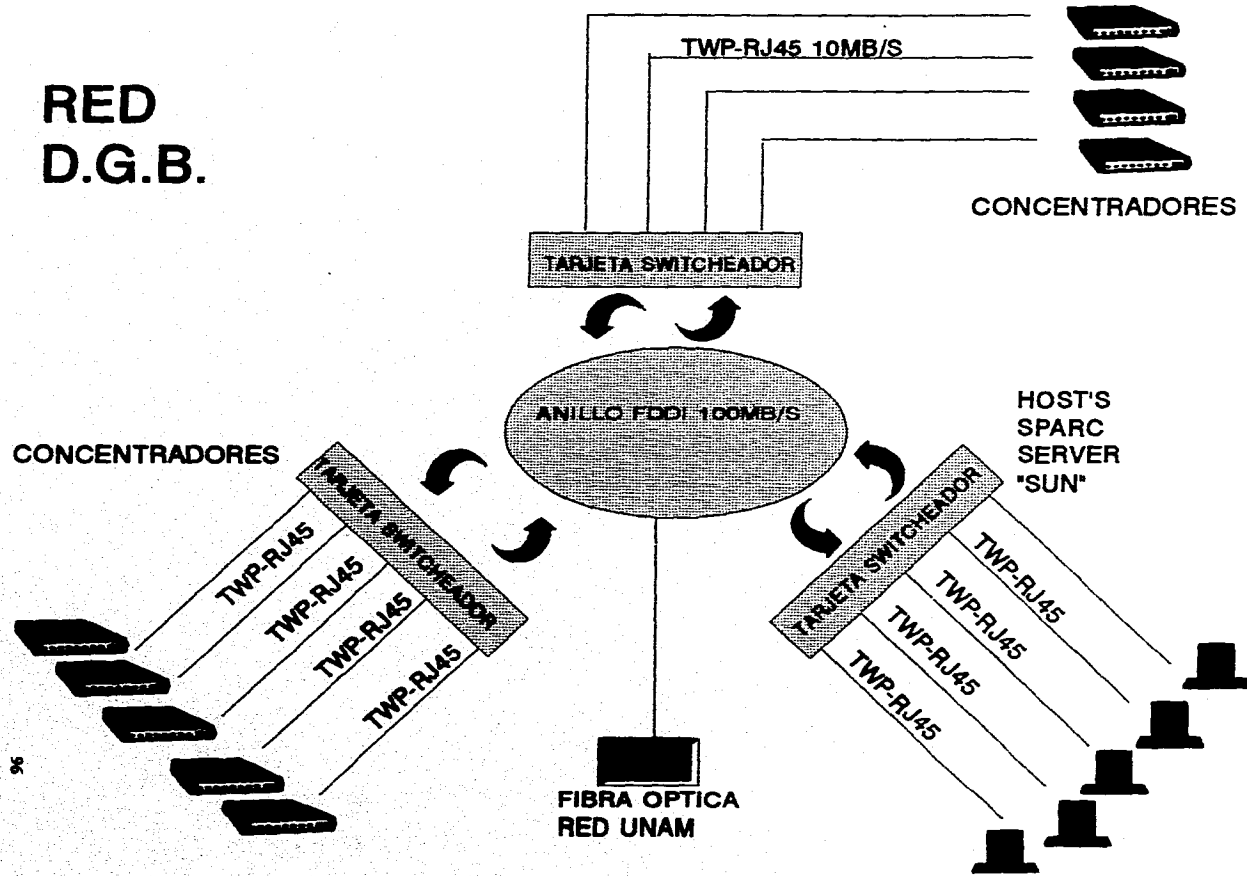 RED
D.G.B.
TWP-RJ45 10MB/S
CONCENTRADORES
TARJETA SWITCHEADOR
ANILLO FDDI 100MB/S
HOST'S
SPARC
SERVER
"SUN"
CONCENTRADORES
TARJETA SWITCHEADOR
TWP-RJ45
TWP-RJ45
TWP-RJ45
TWP-RJ45
TARJETA SWITCHEADOR
TWP-RJ45
TWP-RJ45
TWP-RJ45
TWP-RJ45
FIBRA OPTICA
RED UNAM
96